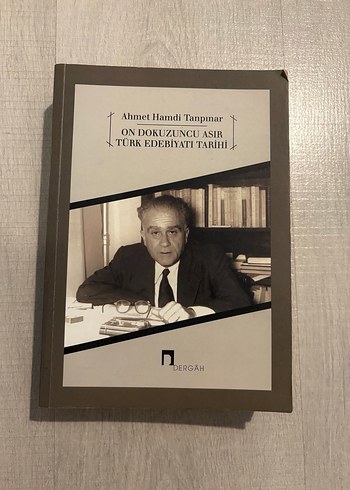 Ahmet Hamdi Tanpınar
ON DOKUZUNCU ASIR
TÜRK EDEBİYATI TARİHİ
DERGÂH